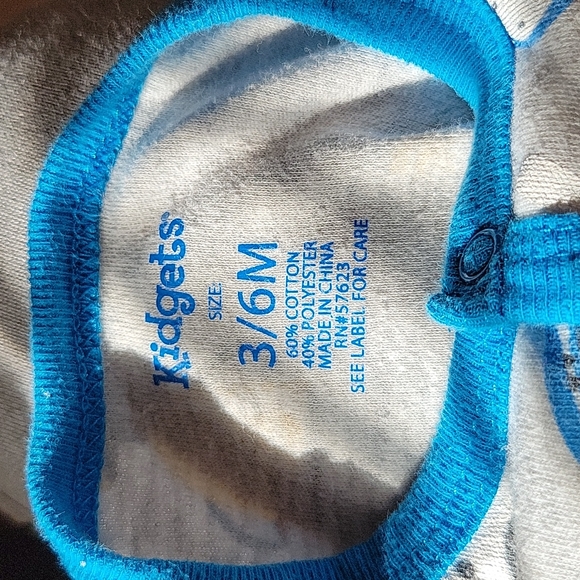 Kidgets®
SIZE
3/6M
60% COTTON
40% POLYESTER
MADE IN CHINA
RN#57623
SEE LABEL FOR CARE